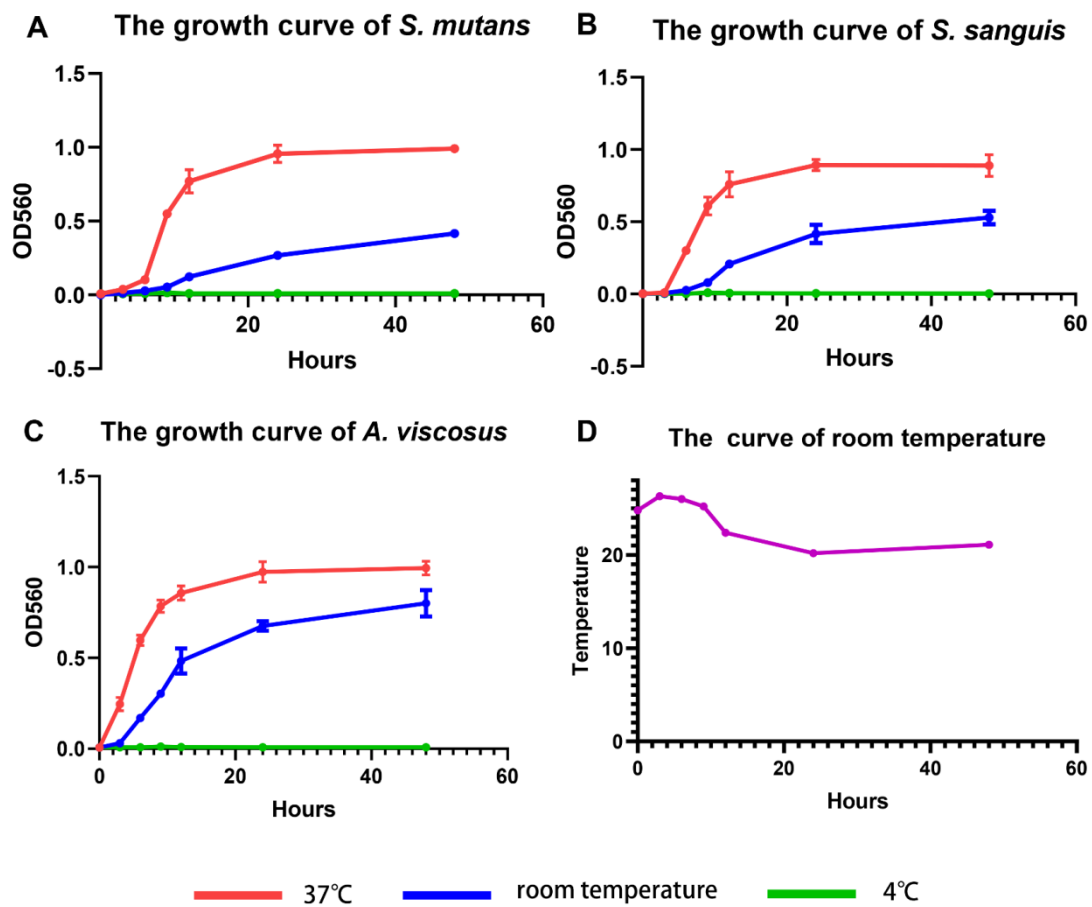 A The growth curve of S. mutans
1.5
1.0
0.5
0.0
-0.5
OD560
20 40 60
Hours
B The growth curve of S. sanguis
1.5
1.0
0.5
0.0
-0.5
OD560
20 40 60
Hours
C The growth curve of A. viscosus
1.5
1.0
0.5
0.0
OD560
0 20 40 60
Hours
D The curve of room temperature
20
10
0
Temperature
0 20 40 60
Hours
37℃ room temperature 4℃